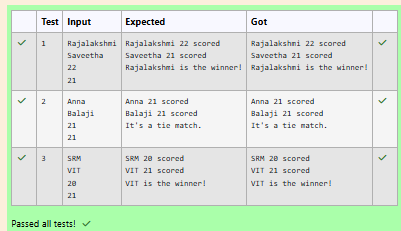 Test Input Expected Got
1 Rajalakshmi Rajalakshmi 22 scored Rajalakshmi 22 scored
Saveetha Saveetha 21 scored Saveetha 21 scored
22 Rajalakshmi is the winner! Rajalakshmi is the winner!
21
2 Anna Anna 21 scored Anna 21 scored
Balaji Balaji 21 scored Balaji 21 scored
21 It's a tie match. It's a tie match.
21
3 SRM SRM 20 scored SRM 20 scored
VIT VIT 21 scored VIT 21 scored
20 VIT is the winner! VIT is the winner!
21
Passed all tests!